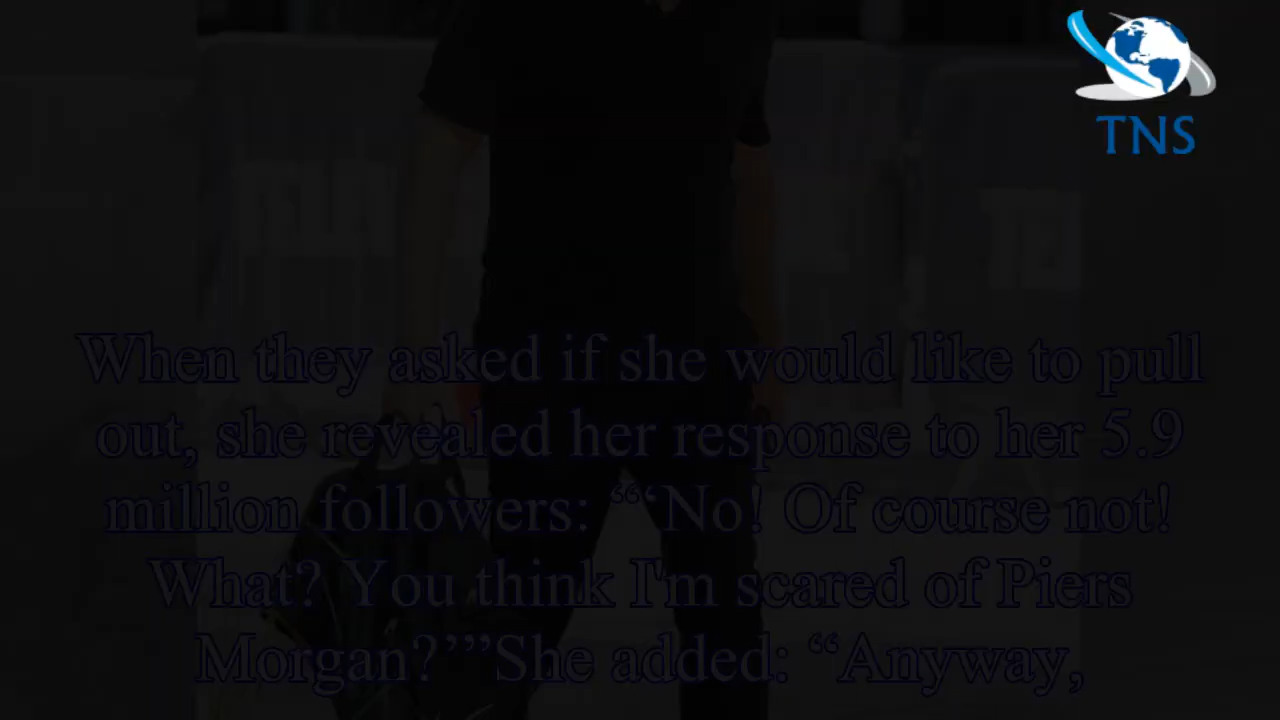 TNS
When they asked if she would like to pull
out, she revealed her response to her 5.9
million followers: “‘No! Of course not!
What? You think I'm scared of Piers
Morgan?’”She added: “Anyway,